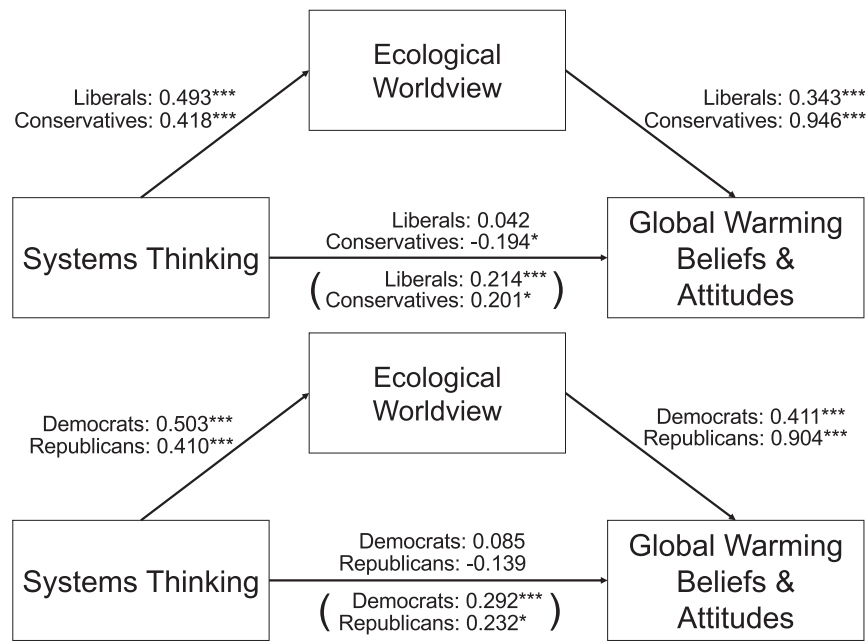 Ecological
Worldview
Liberals: 0.493***
Conservatives: 0.418***
Liberals: 0.343***
Conservatives: 0.946***
Systems Thinking
Liberals: 0.042
Conservatives: -0.194*
(Liberals: 0.214***
Conservatives: 0.201*)
Global Warming
Beliefs &
Attitudes
Ecological
Worldview
Democrats: 0.503***
Republicans: 0.410***
Democrats: 0.411***
Republicans: 0.904***
Systems Thinking
Democrats: 0.085
Republicans: -0.139
(Democrats: 0.292***
Republicans: 0.232*)
Global Warming
Beliefs &
Attitudes